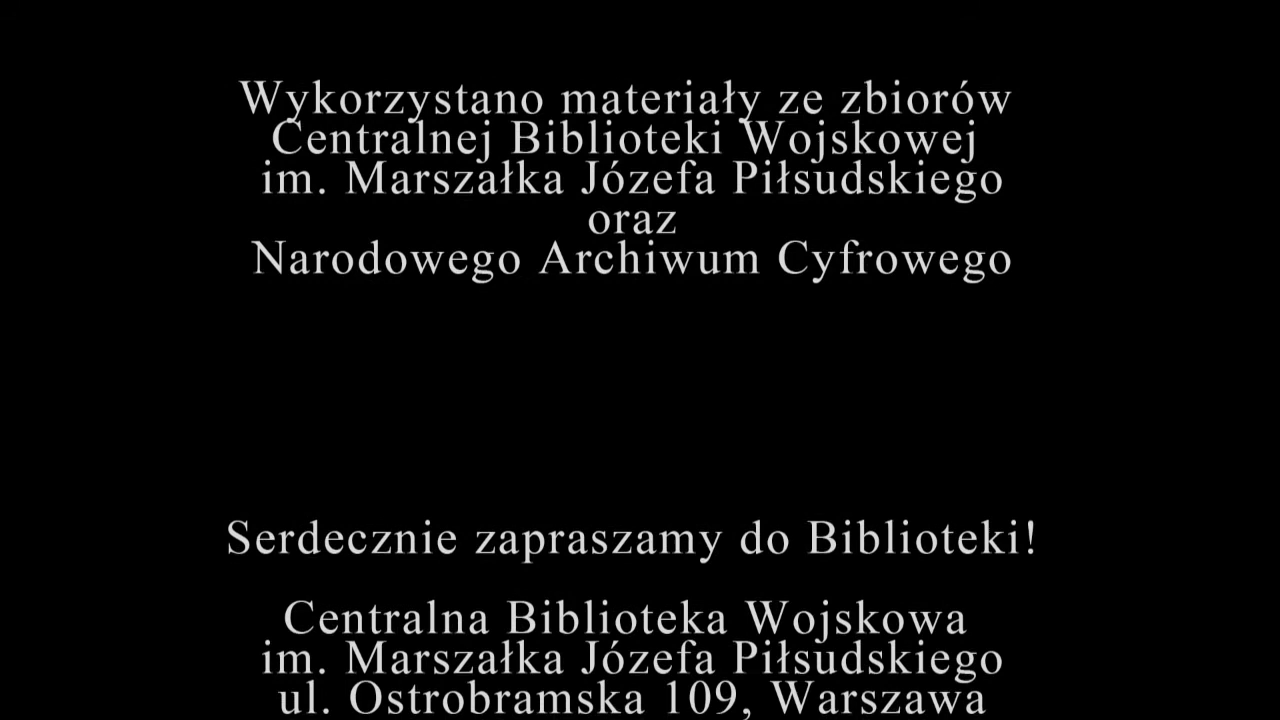 Wykorzystano materiały ze zbiorów
Centralnej Biblioteki Wojskowej
im. Marszałka Józefa Piłsudskiego
oraz
Narodowego Archiwum Cyfrowego
Serdecznie zapraszamy do Biblioteki!
Centralna Biblioteka Wojskowa
im. Marszałka Józefa Piłsudskiego
ul. Ostrobramska 109, Warszawa